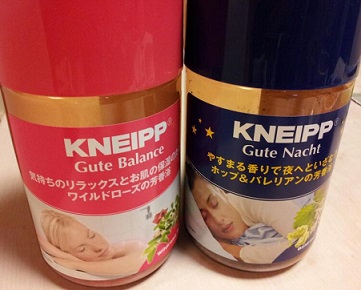 KNEIPP®
Gute Balance
気持ちのリラックスとお肌の保湿の
ワイルドローズの芳香浴
KNEIPP®
Gute Nacht
やすまる香りで夜へといざな
ホップ&バレリアンの芳香浴